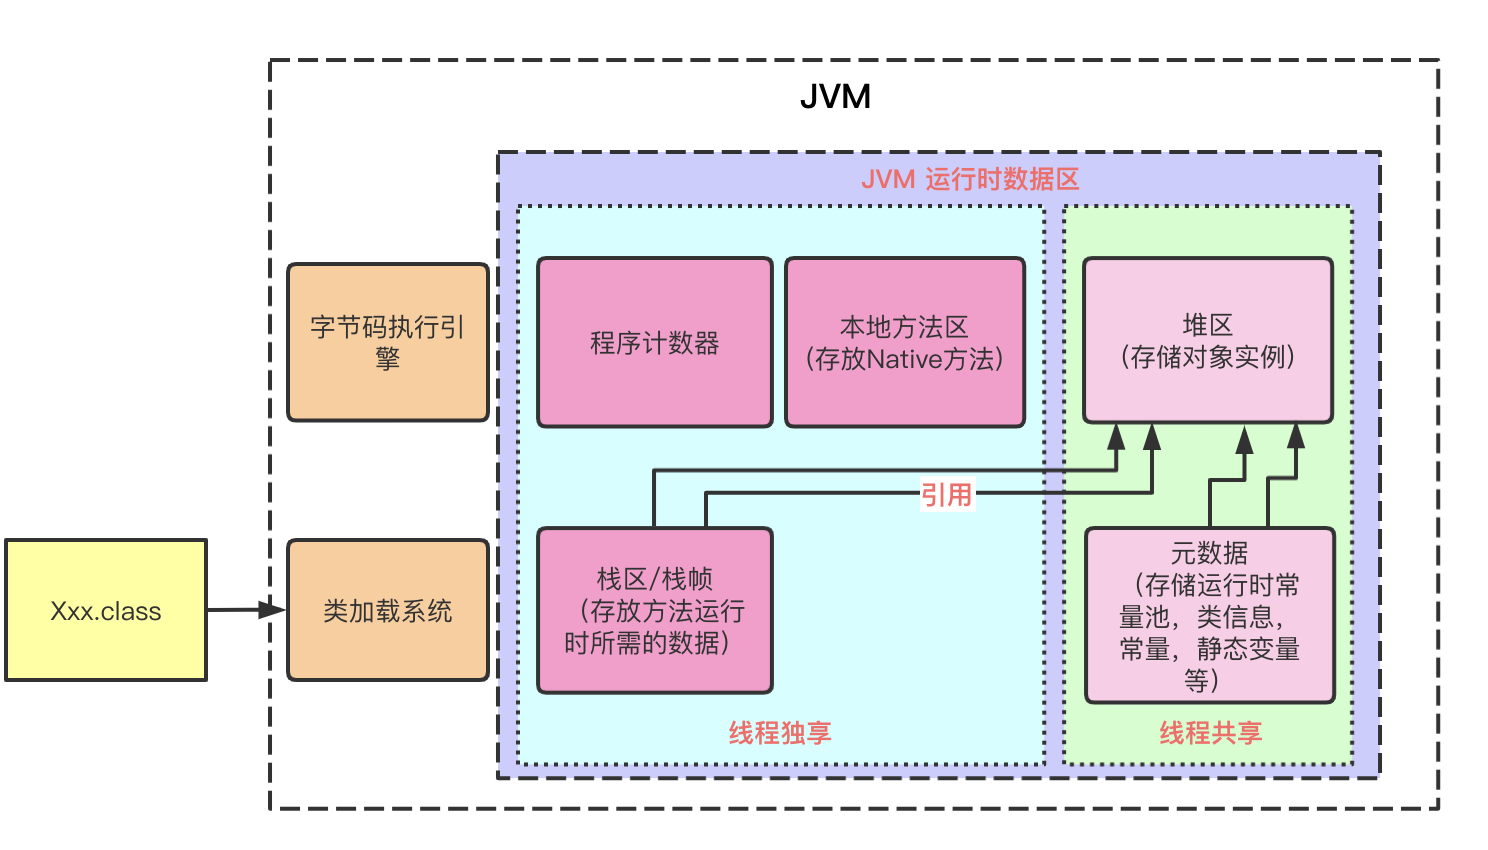 JVM
JVM 运行时数据区
字节码执行引
擎
程序计数器
本地方法区
（存放Native方法）
堆区
（存储对象实例）
引用
Xxx.class
类加载系统
栈区/栈帧
（存放方法运行
时所需的数据）
元数据
（存储运行时常
量池，类信息，
常量，静态变量
等）
线程独享
线程共享